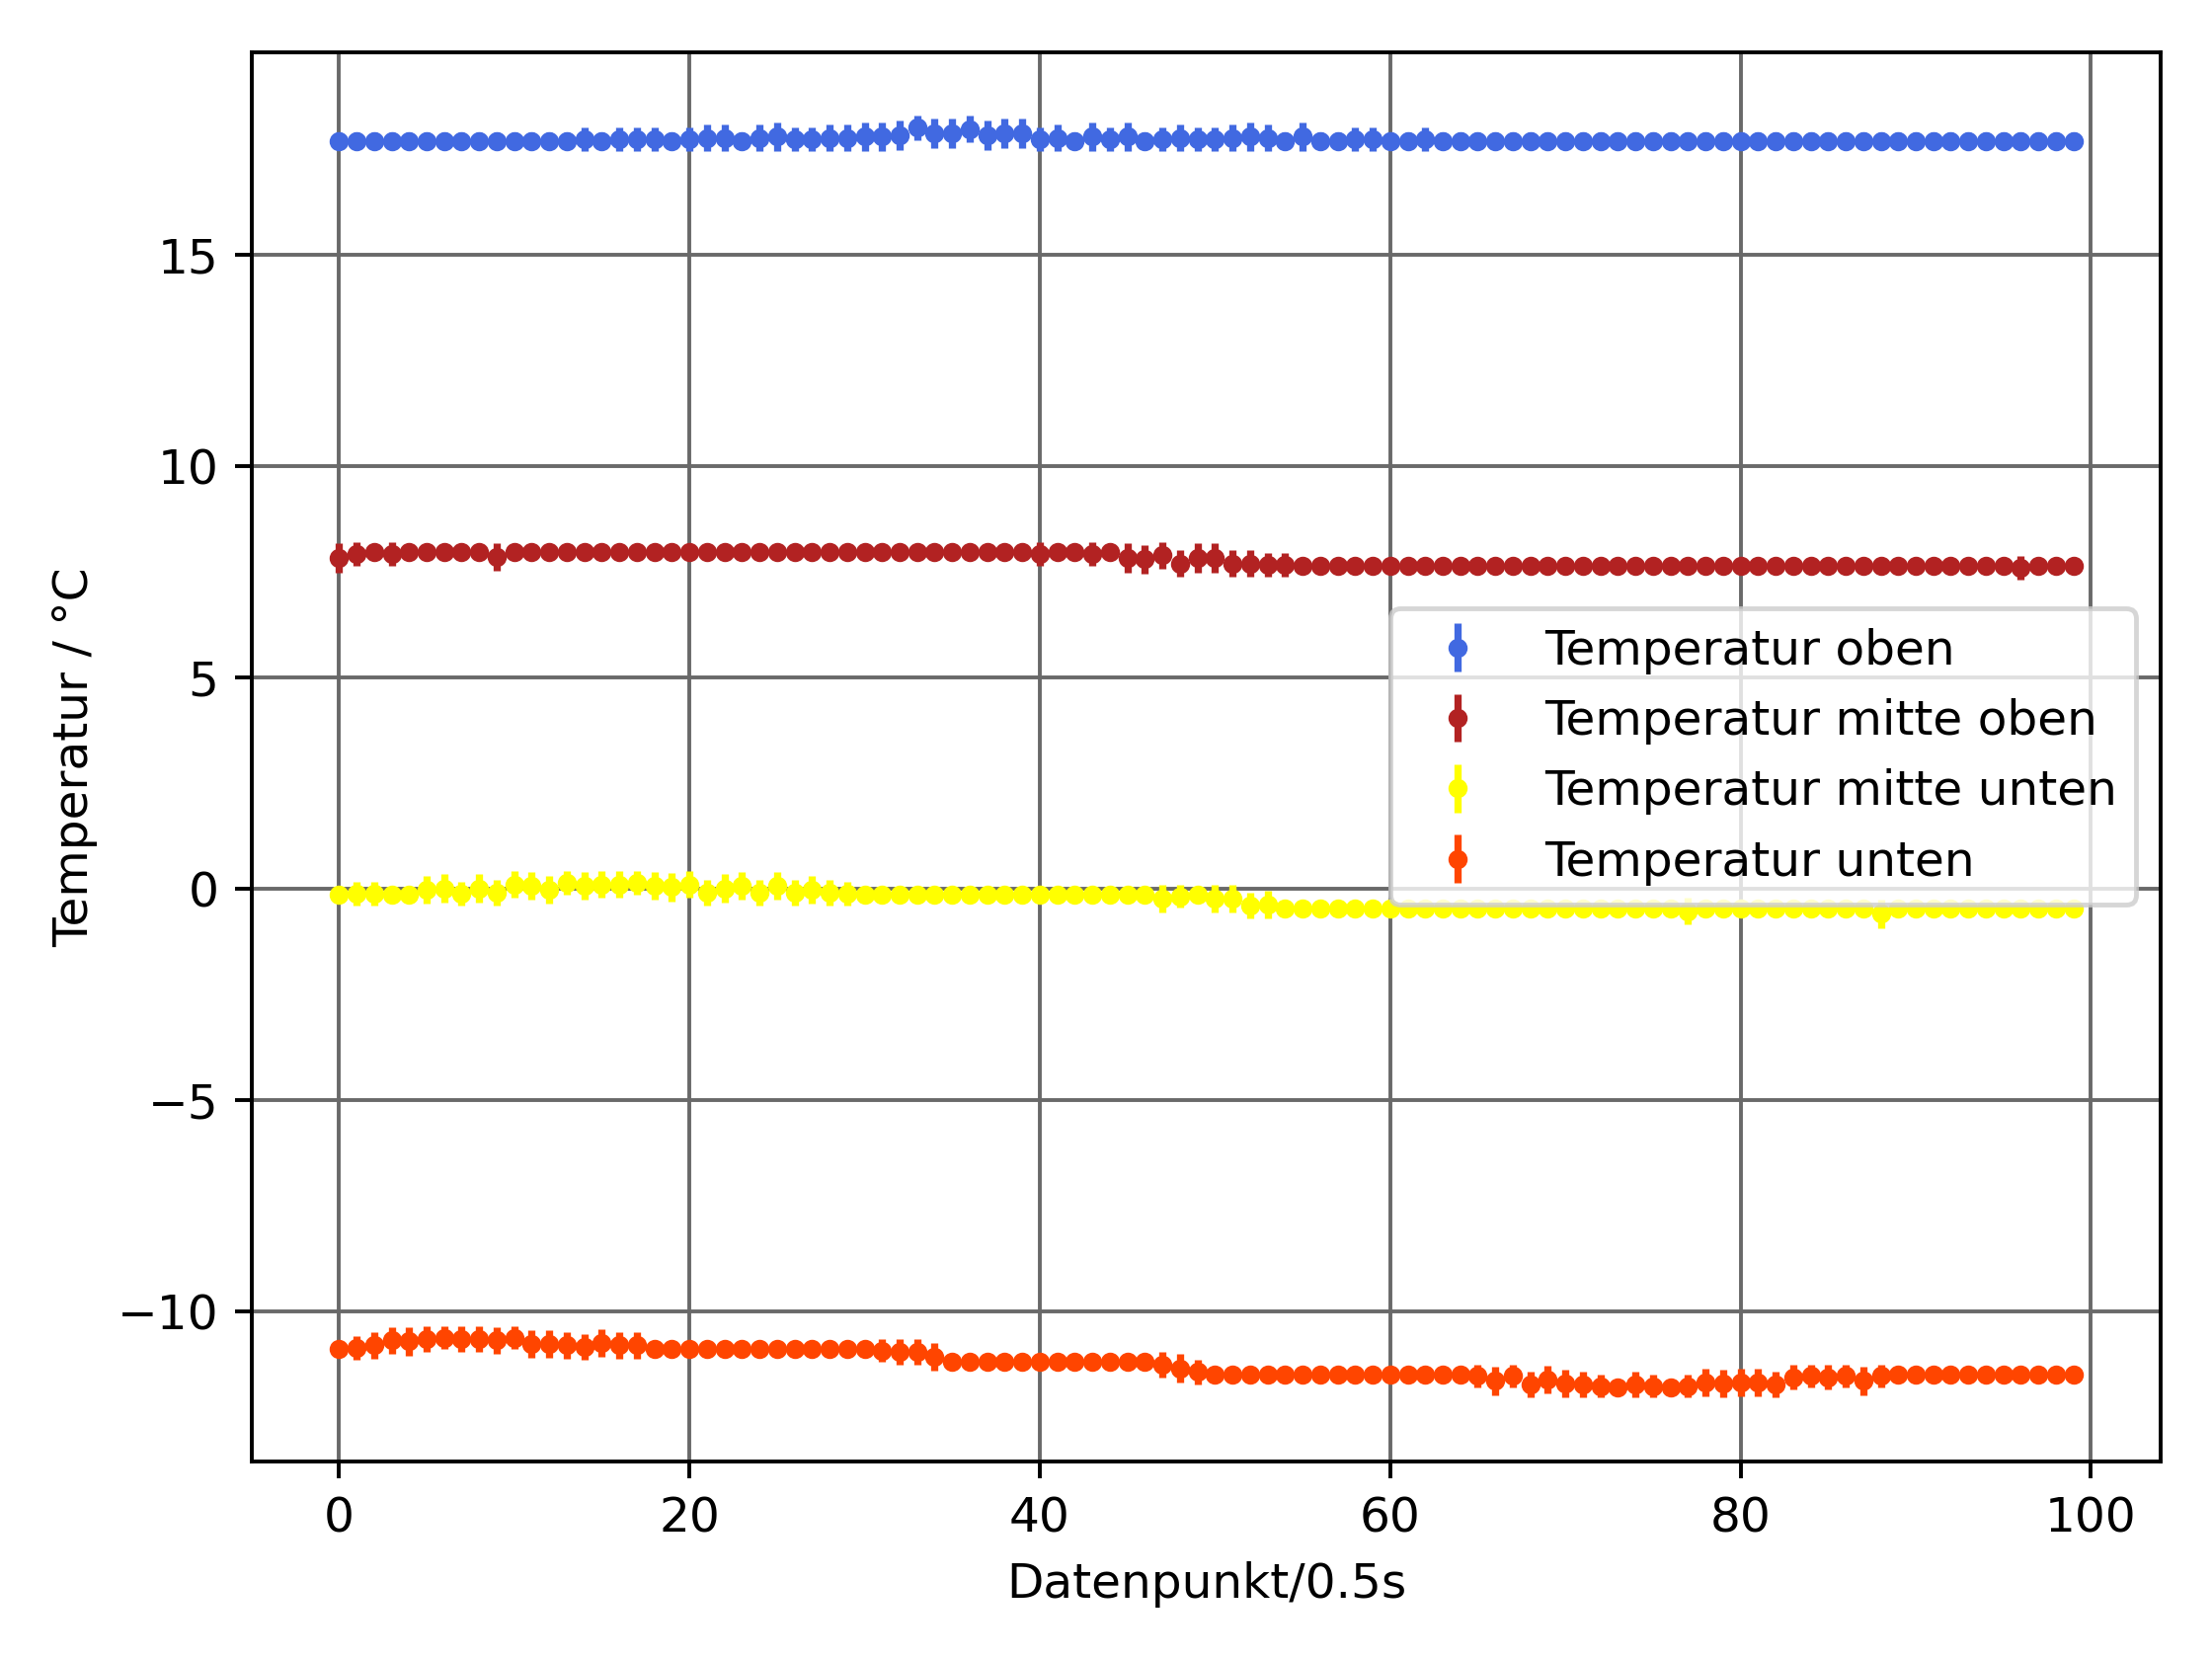 Temperatur / °C
15
10
5
0
−5
−10
Temperatur oben
Temperatur mitte oben
Temperatur mitte unten
Temperatur unten
0 20 40 60 80 100
Datenpunkt/0.5s